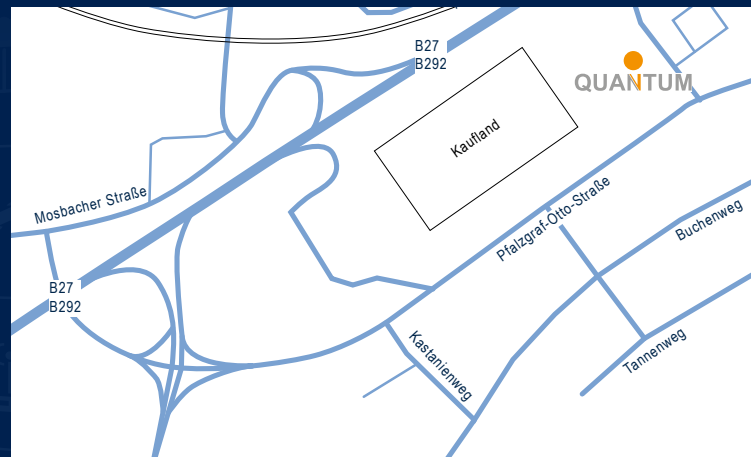 B27
B292
QUANTUM
Kaufland
Mosbacher Straße
Pfalzgraf-Otto-Straße
Buchenweg
B27
B292
Tannenweg
Kastanienweg